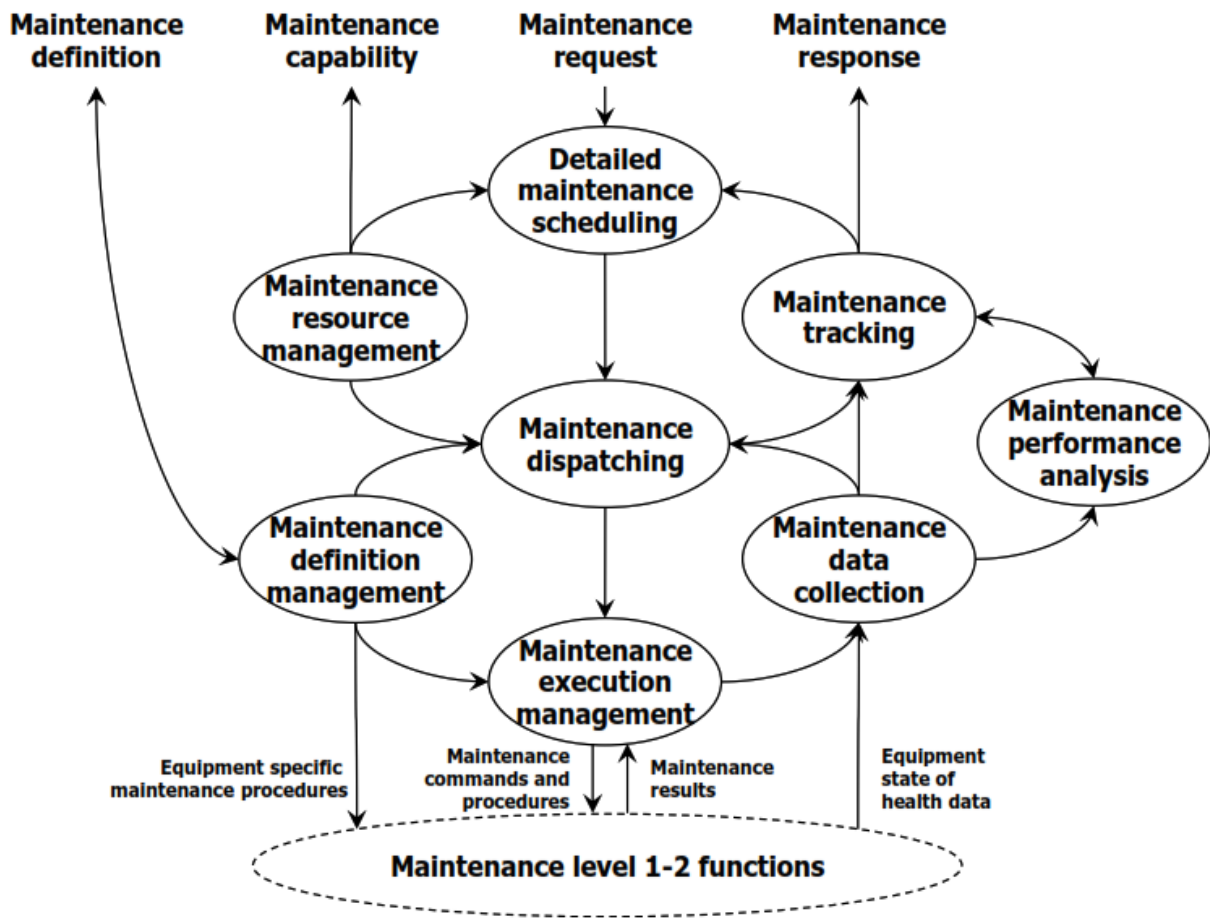 Maintenance
definition
Maintenance
capability
Maintenance
request
Maintenance
response
Detailed
maintenance
scheduling
Maintenance
resource
management
Maintenance
tracking
Maintenance
performance
analysis
Maintenance
dispatching
Maintenance
definition
management
Maintenance
data
collection
Maintenance
execution
management
Equipment specific
maintenance procedures
Maintenance
commands and
procedures
Maintenance
results
Equipment
state of
health data
Maintenance level 1-2 functions